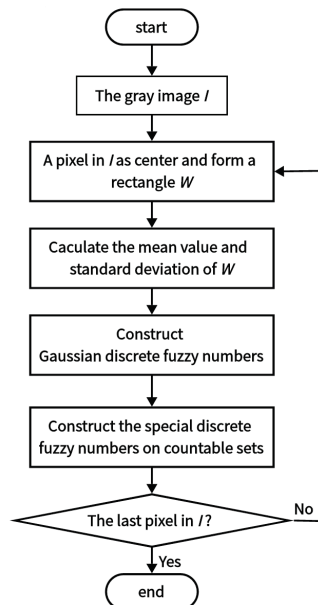 start
The gray image I
A pixel in I as center and form a
rectangle W
Caculate the mean value and
standard deviation of W
Construct
Gaussian discrete fuzzy numbers
Construct the special discrete
fuzzy numbers on countable sets
The last pixel in I?
No
Yes
end